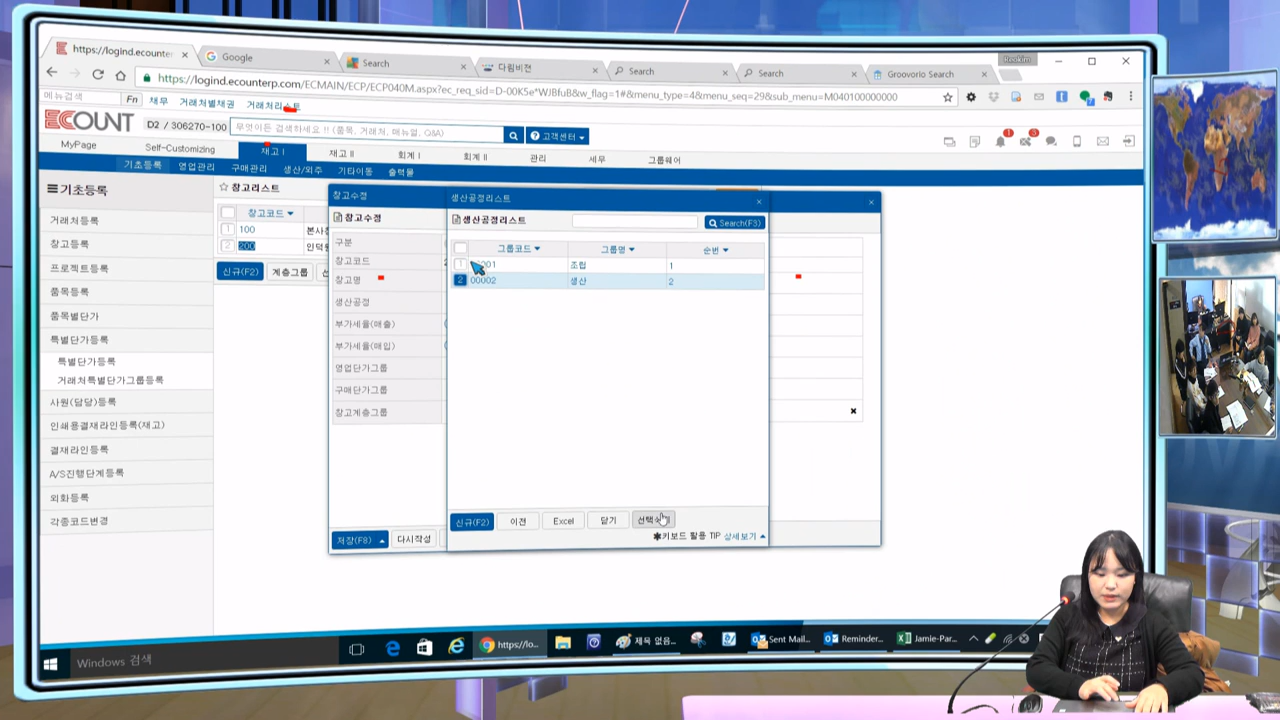 https://logind.ecounter
Google
Search
다림비전
Search
Search
Groovorio Search
https://logind.ecounterp.com/ECMAIN/ECP/ECP040M.aspx?ec_req_sid=D-00K5e*WJBfuB&w_flag=1#&menu_type=4&menu_seq=29&sub_menu=M040100000000
메뉴검색
Fn
채무
거래처별채권
거래처리스트
ECOUNT
D2 / 306270-100
무엇이든 검색하세요 !! (품목, 거래처, 메뉴얼, Q&A)
고객센터
1
3
MyPage
Self-Customizing
재고 I
재고 II
회계 I
회계 II
관리
세무
그룹웨어
기초등록
영업관리
구매관리
생산/외주
기타이동
출력물
기초등록
거래처등록
창고등록
프로젝트등록
품목등록
품목별단가
특별단가등록
특별단가등록
거래처특별단가그룹등록
사원(담당)등록
인쇄용결재라인등록(재고)
결재라인등록
A/S진행단계등록
외화등록
각종코드변경
창고리스트
창고코드
1 100
2 200
신규(F2)
계층그룹
창고수정
창고수정
구분
창고코드
창고명
생산공정
부가세율(매출)
부가세율(매입)
영업단가그룹
구매단가그룹
창고계층그룹
저장(F8)
다시작성
생산공정리스트
생산공정리스트
Search(F3)
그룹코드
그룹명
순번
1
조립
1
2
00002
생산
2
신규(F2)
이전
Excel
닫기
키보드 활용 TIP 상세보기
Windows 검색
https://lo...
제목 없음...
Sent Mail...
Reminder...
Jamie-Par...